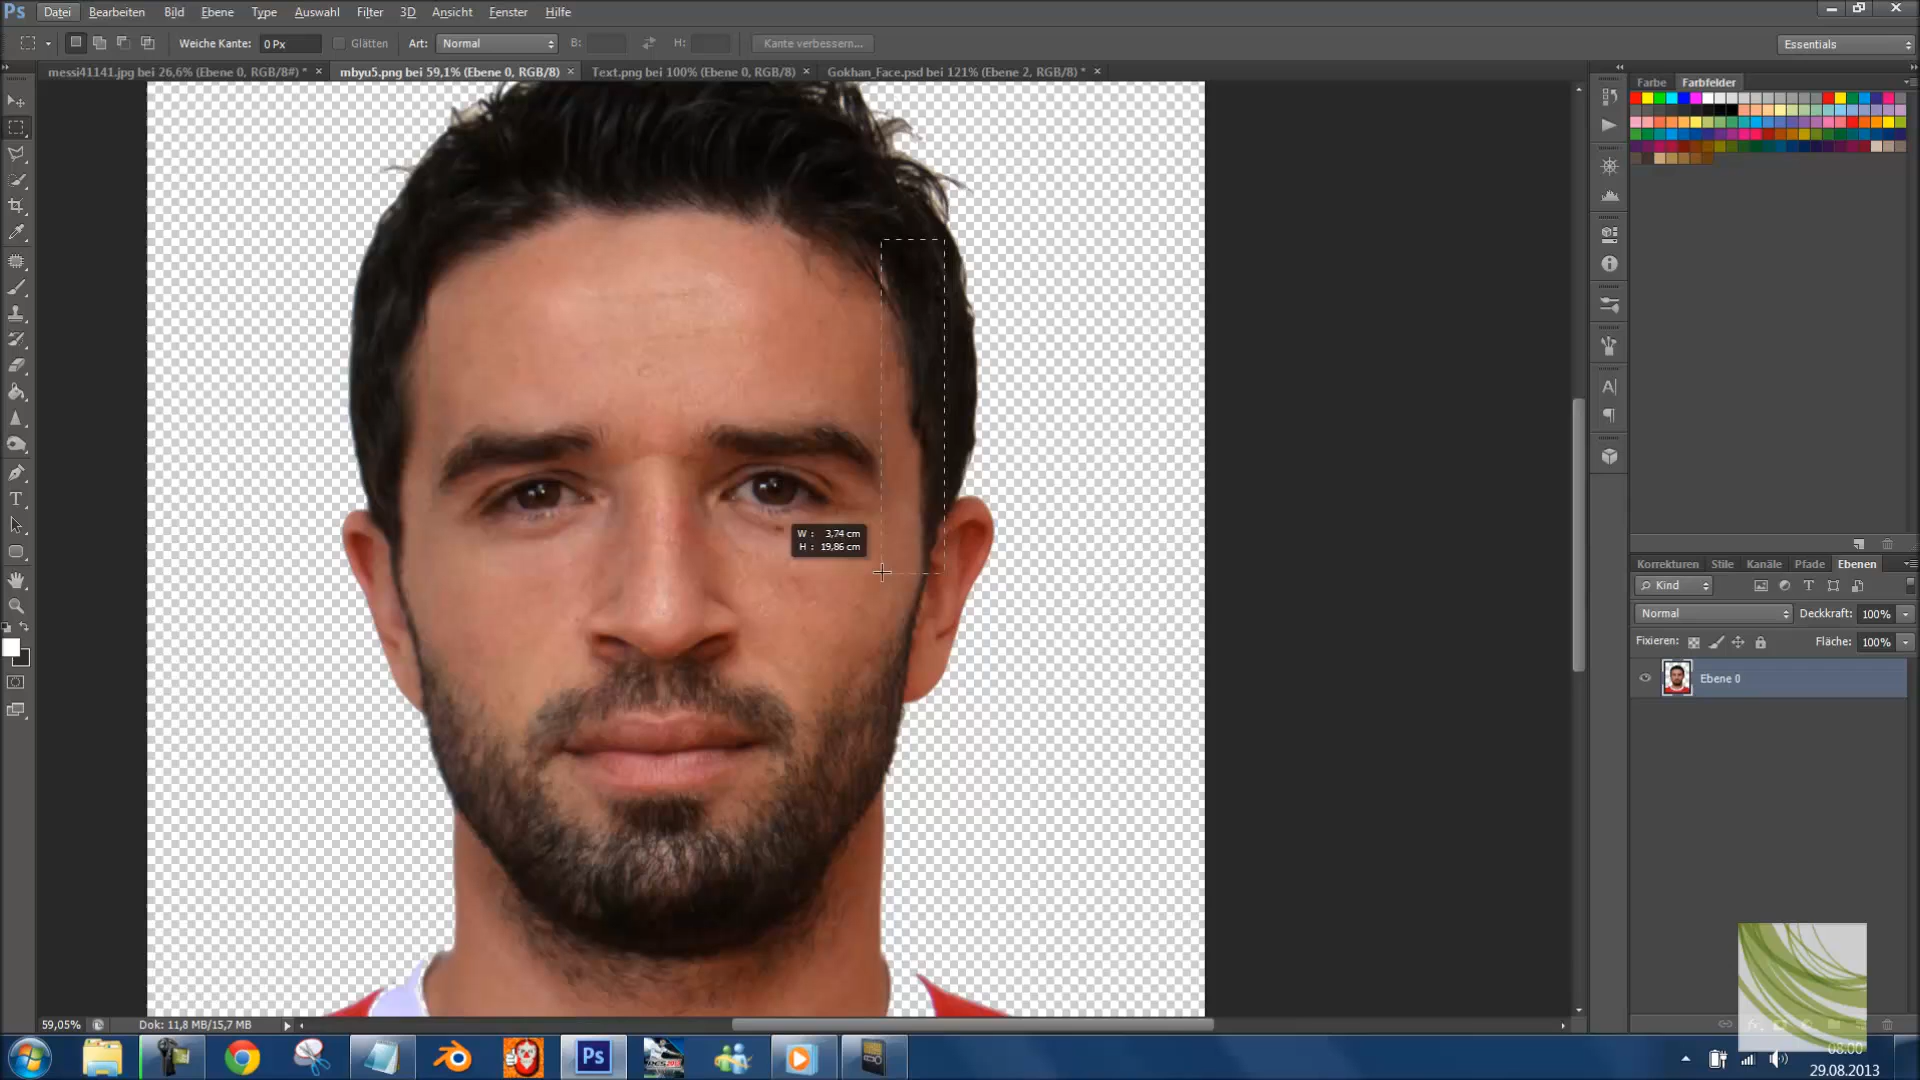 Ps Datei Bearbeiten Bild Ebene Type Auswahl Filter 3D Ansicht Fenster Hilfe
Weiche Kante: 0 Px Glätten Art: Normal B: H: Kante verbessern... Essentials
messi41141.jpg bei 26,6% (Ebene 0, RGB/8#) * × mbyu5.png bei 59,1% (Ebene 0, RGB/8) × Text.png bei 100% (Ebene 0, RGB/8) × Gokhan_Face.psd bei 121% (Ebene 2, RGB/8) * ×
Farbe Farbfelder
W : 3,74 cm
H : 19,86 cm
Korrekturen Stile Kanäle Pfade Ebenen
Kind
Normal Deckkraft: 100%
Fixieren: Fläche: 100%
Ebene 0
59,05% Dok: 11,8 MB/15,7 MB
Ps
08:00
29.08.2013